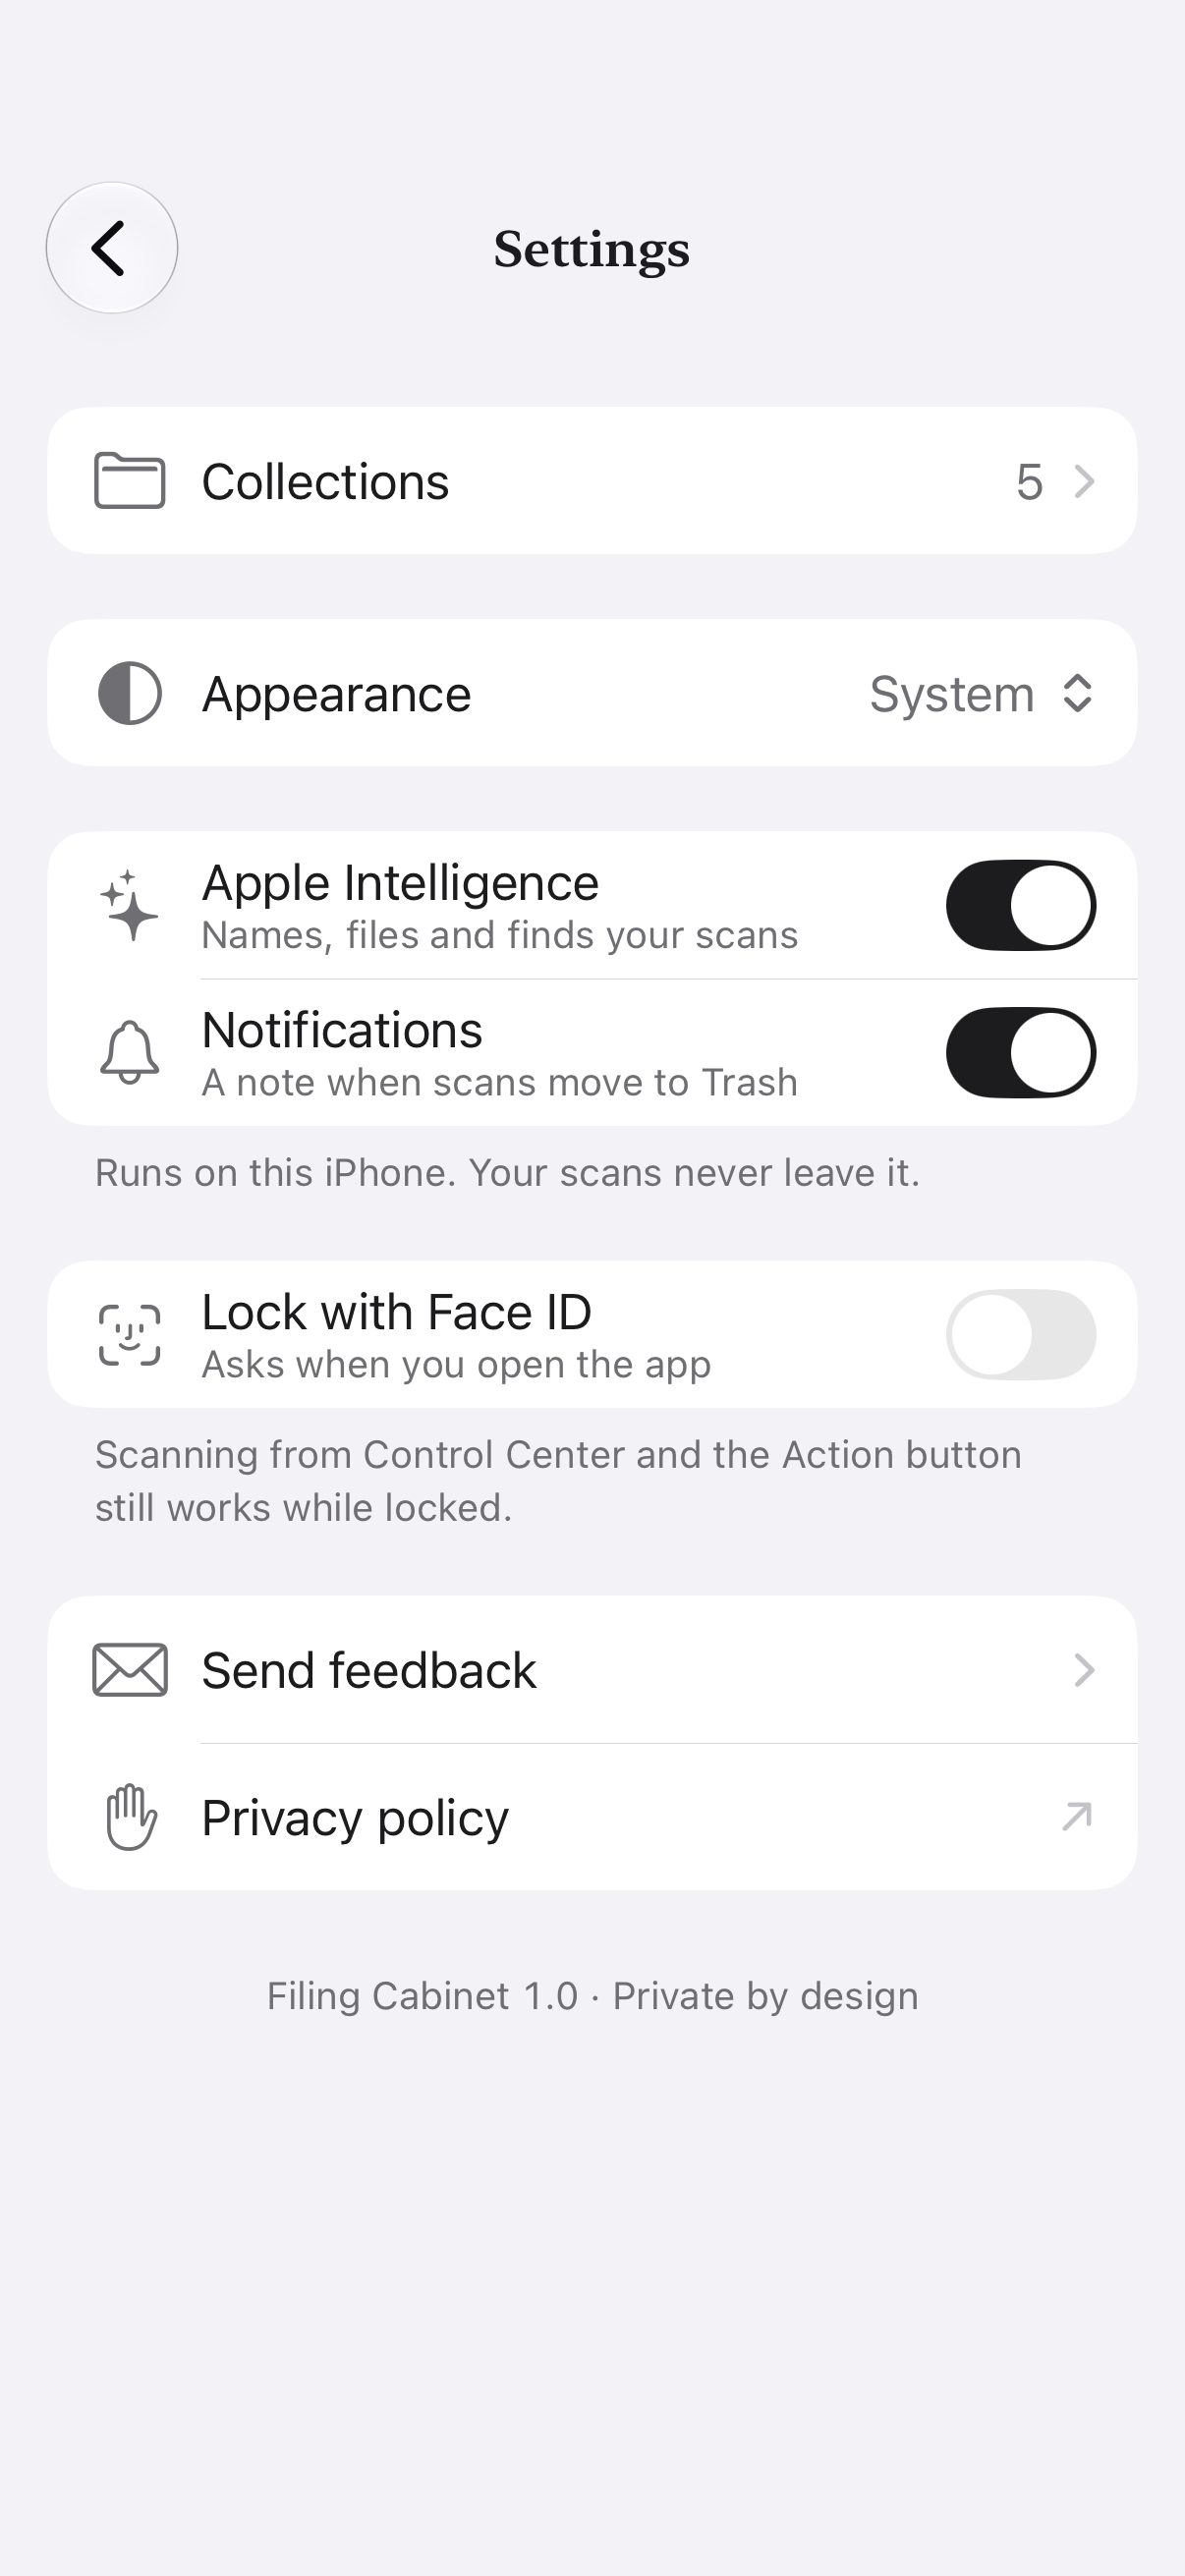 Settings
Collections 5
Appearance System
Apple Intelligence
Names, files and finds your scans
Notifications
A note when scans move to Trash
Runs on this iPhone. Your scans never leave it.
Lock with Face ID
Asks when you open the app
Scanning from Control Center and the Action button
still works while locked.
Send feedback
Privacy policy
Filing Cabinet 1.0 · Private by design